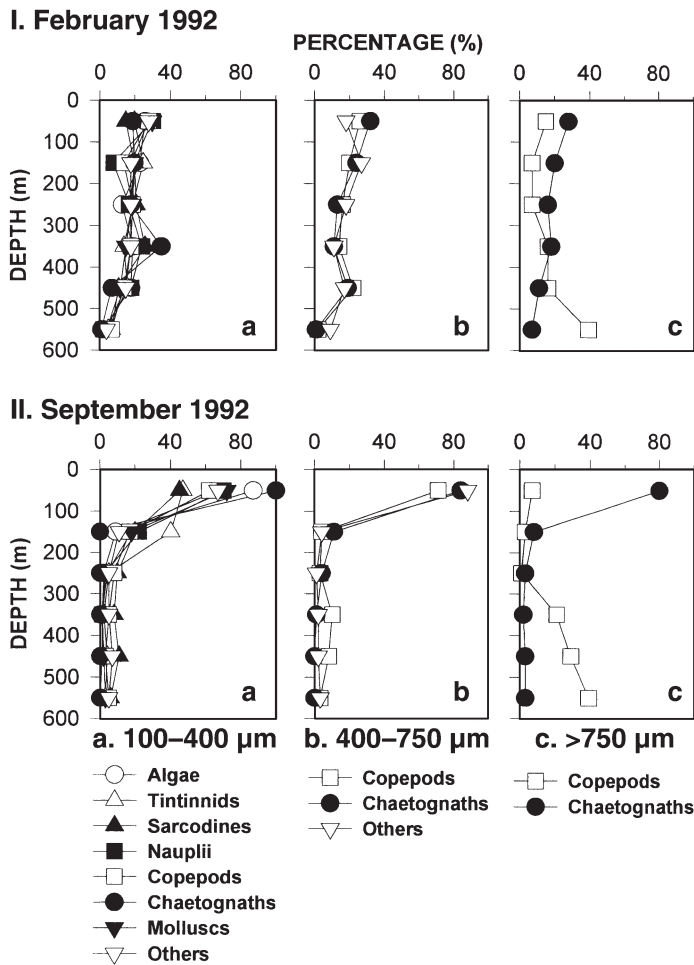 I. February 1992
PERCENTAGE (%)
0 40 80 0 40 80 0 40 80
0
100
200
300
400
500
600
DEPTH (m)
a b c
II. September 1992
0 40 80 0 40 80 0 40 80
0
100
200
300
400
500
600
DEPTH (m)
a b c
a. 100–400 µm b. 400–750 µm c. >750 µm
Algae
Tintinnids
Sarcodines
Nauplii
Copepods
Chaetognaths
Molluscs
Others
Copepods
Chaetognaths
Others
Copepods
Chaetognaths